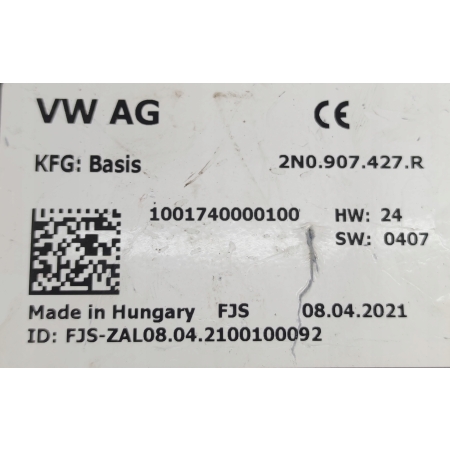 VW AG CE
KFG: Basis 2N0.907.427.R
1001740000100 HW: 24
SW: 0407
Made in Hungary FJS 08.04.2021
ID: FJS-ZAL08.04.2100100092